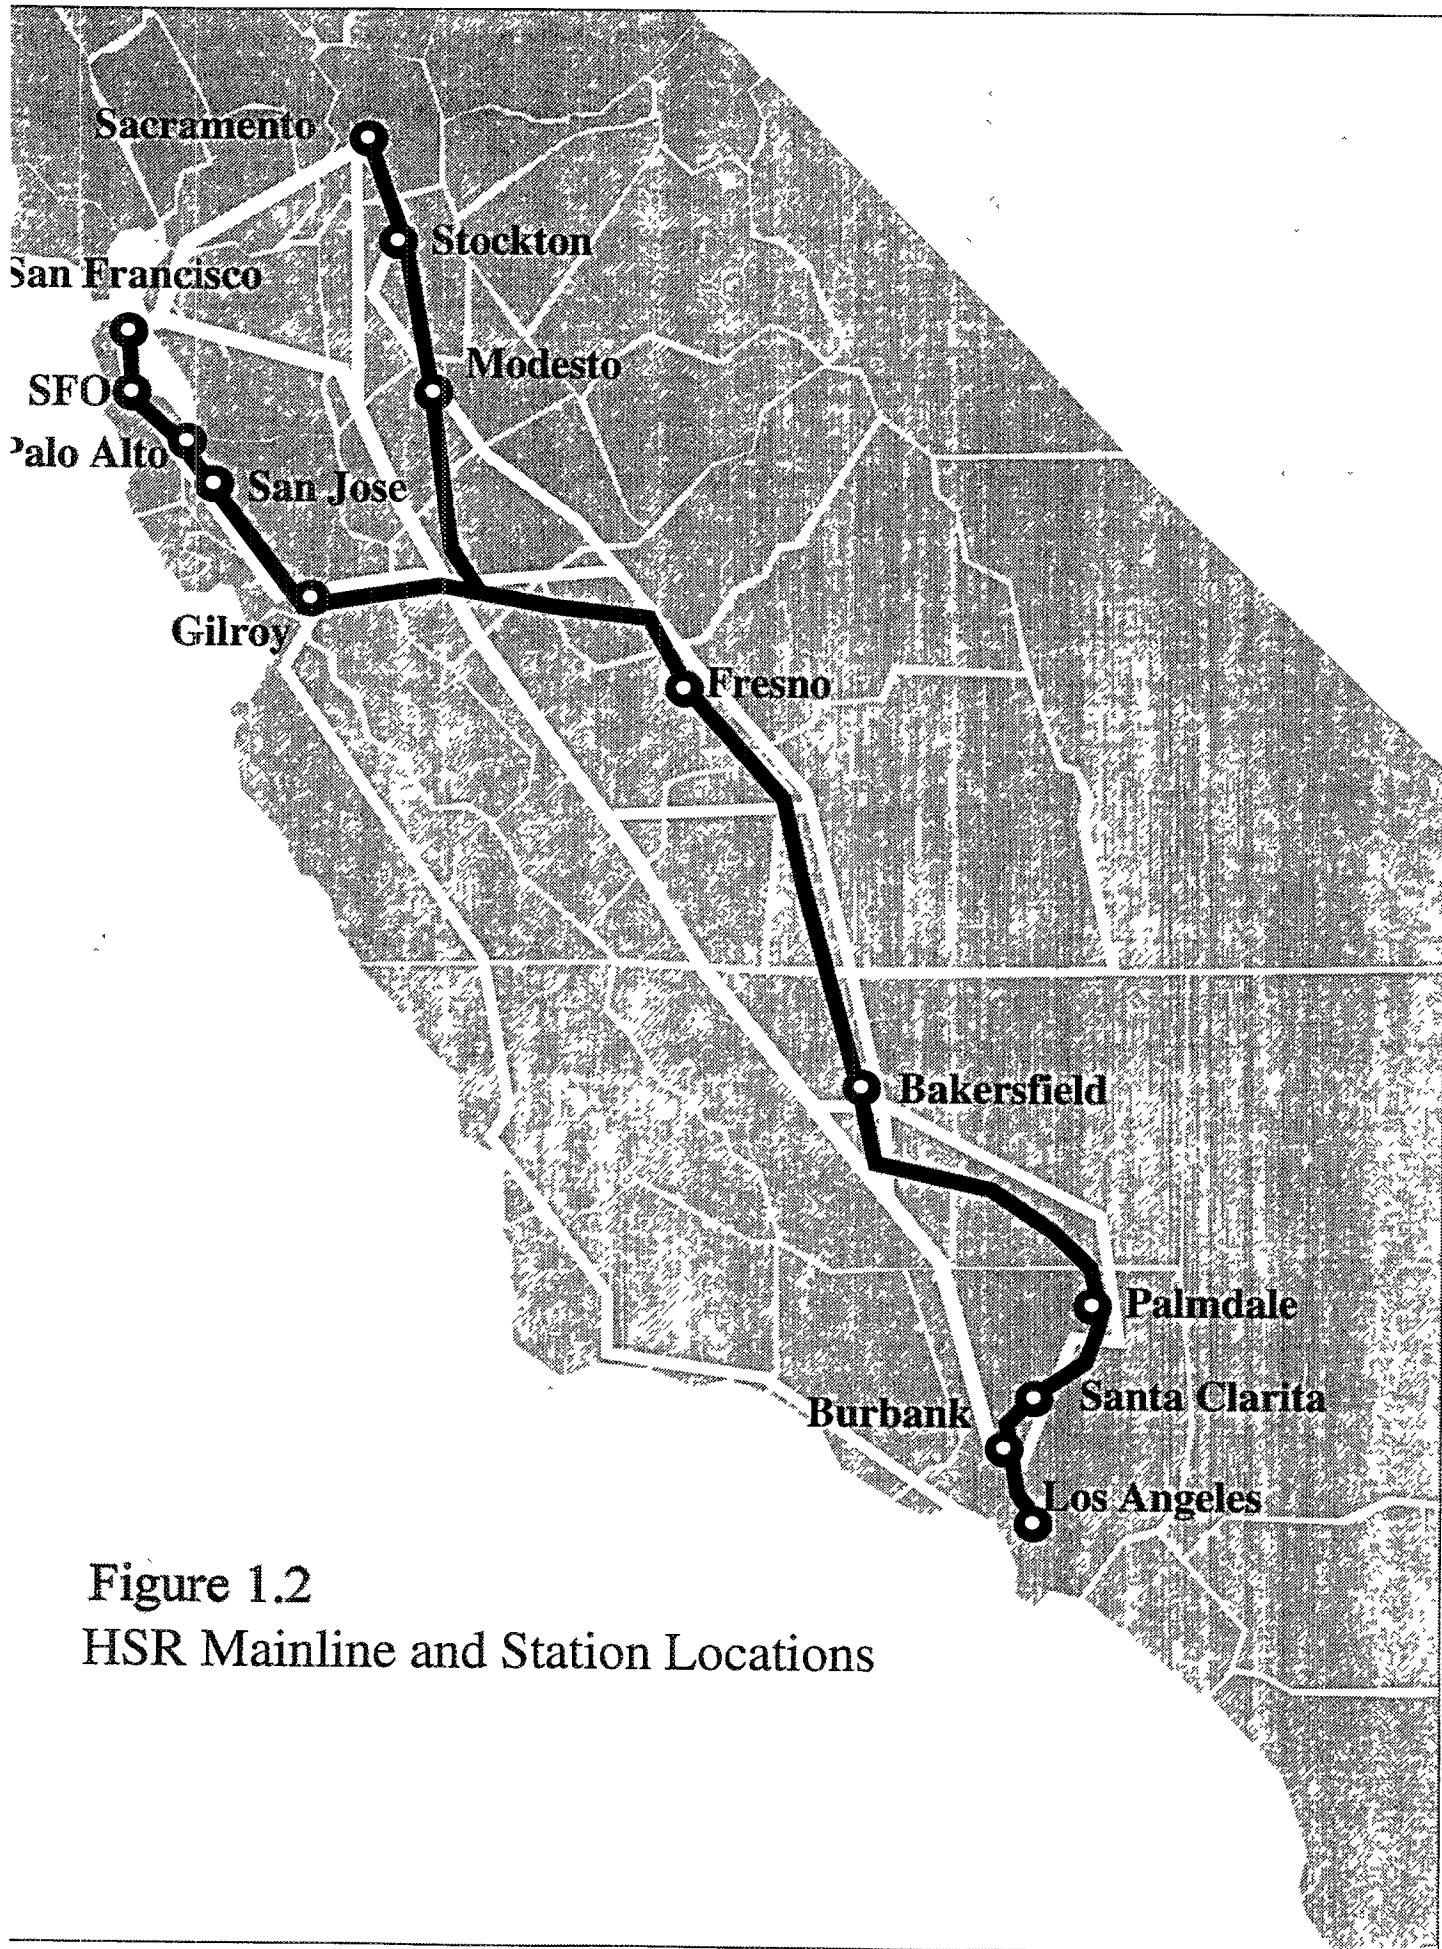 Sacramento
Stockton
San Francisco
Modesto
SFO
Palo Alto
San Jose
Gilroy
Fresno
Bakersfield
Palmdale
Santa Clarita
Burbank
Los Angeles
Figure 1.2
HSR Mainline and Station Locations